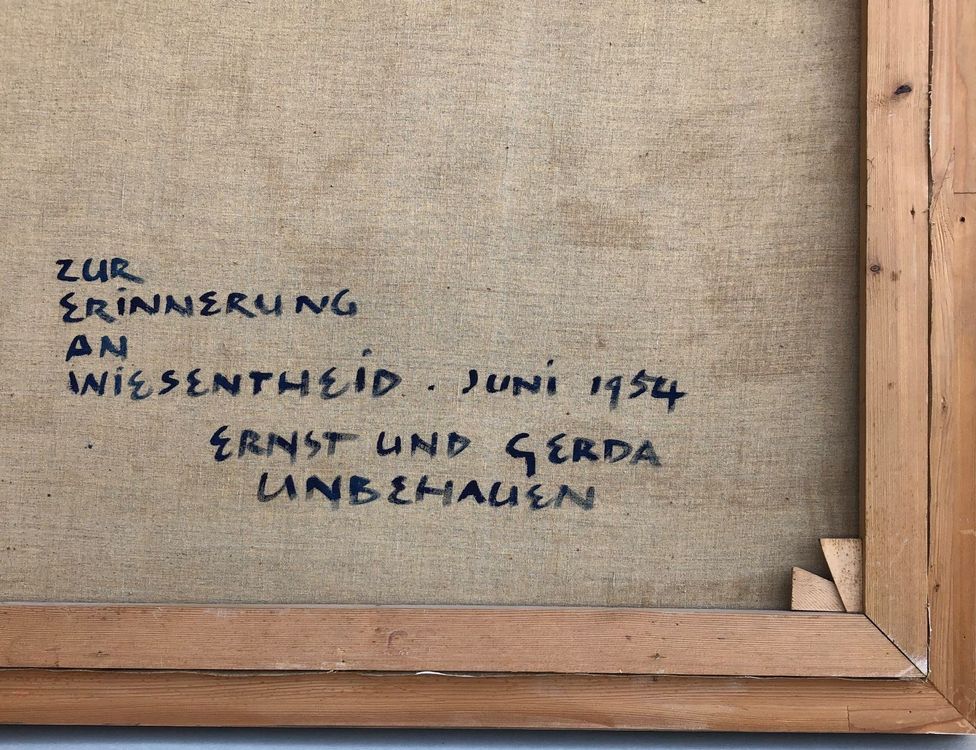 ZUR
ERINNERUNG
AN
WIESENTHEID. JUNI 1954
ERNST UND GERDA
UNBEHAUEN